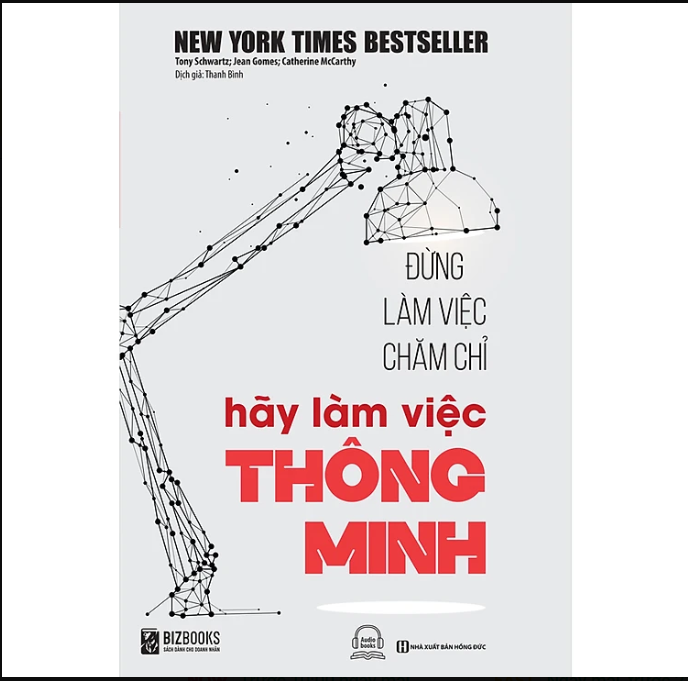 NEW YORK TIMES BESTSELLER
Tony Schwartz; Jean Gomes; Catherine McCarthy
Dịch giả: Thanh Bình
ĐỪNG
LÀM VIỆC
CHĂM CHỈ
hãy làm việc
THÔNG
MINH
BIZBOOKS
SÁCH DÀNH CHO DOANH NHÂN
Audio
books
NHÀ XUẤT BẢN HỒNG ĐỨC